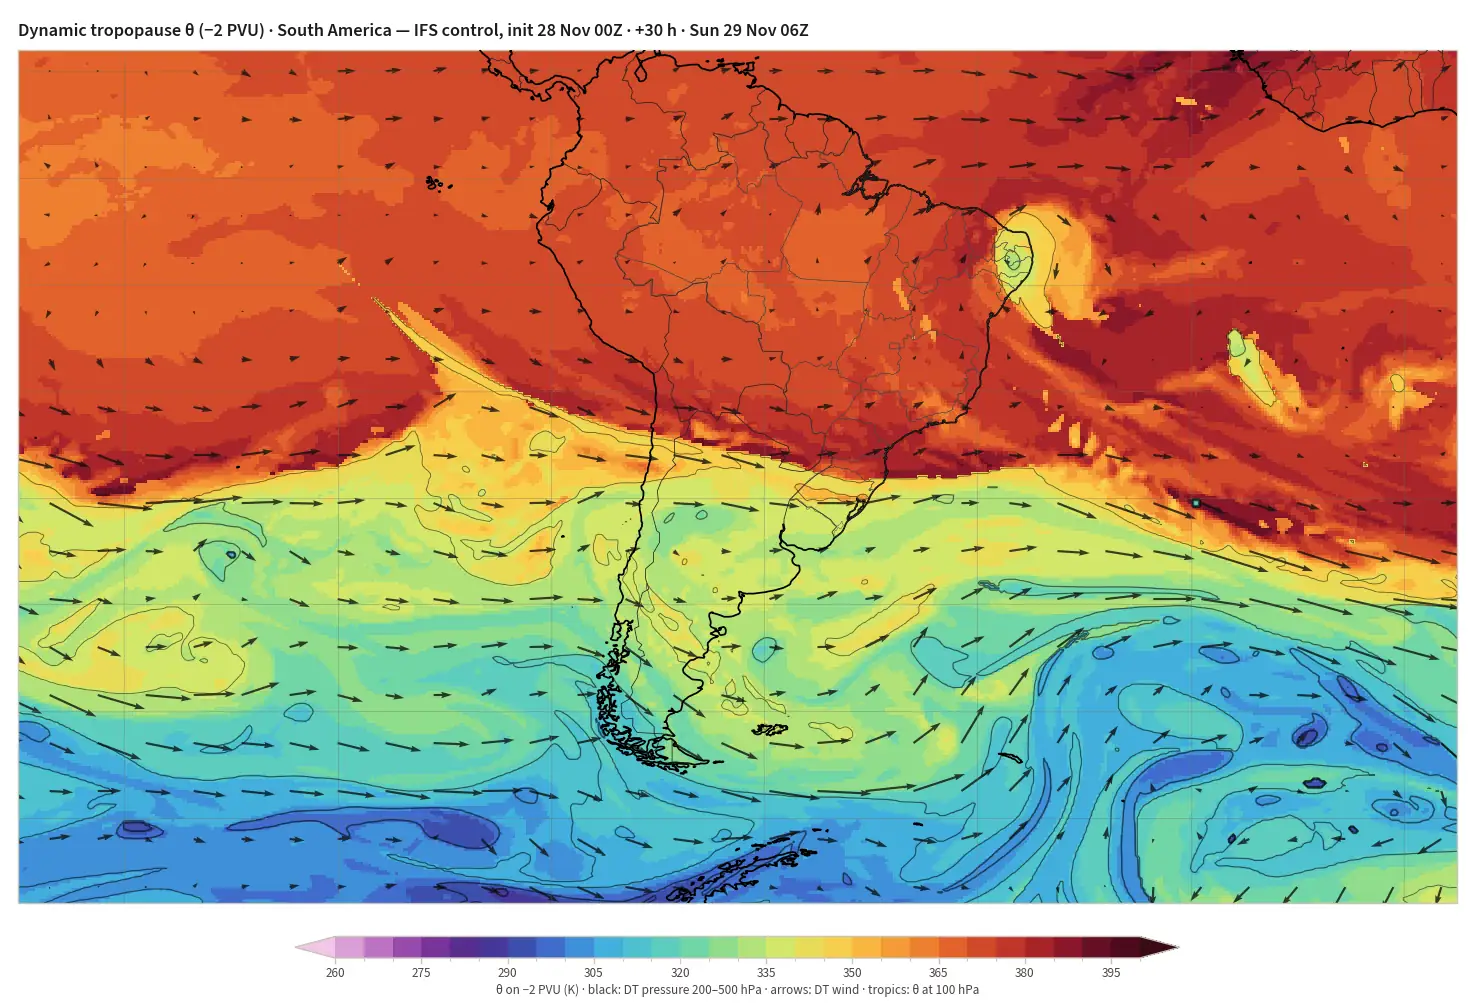 Dynamic tropopause θ (−2 PVU) · South America — IFS control, init 28 Nov 00Z · +30 h · Sun 29 Nov 06Z
260 275 290 305 320 335 350 365 380 395
θ on −2 PVU (K) · black: DT pressure 200–500 hPa · arrows: DT wind · tropics: θ at 100 hPa